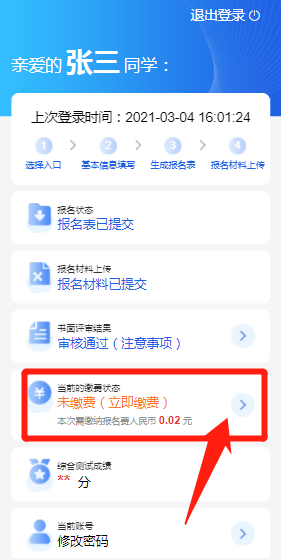 退出登录
亲爱的 张三 同学：
上次登录时间：2021-03-04 16:01:24
1 2 3 4
选择入口 基本信息填写 生成报名表 报名材料上传
报名状态
报名表已提交
报名材料上传
报名材料已提交
书面评审结果
审核通过（注意事项）
当前的缴费状态
未缴费（立即缴费）
本次需缴纳报名费人民币 0.02 元
综合测试成绩
** 分
当前账号
修改密码